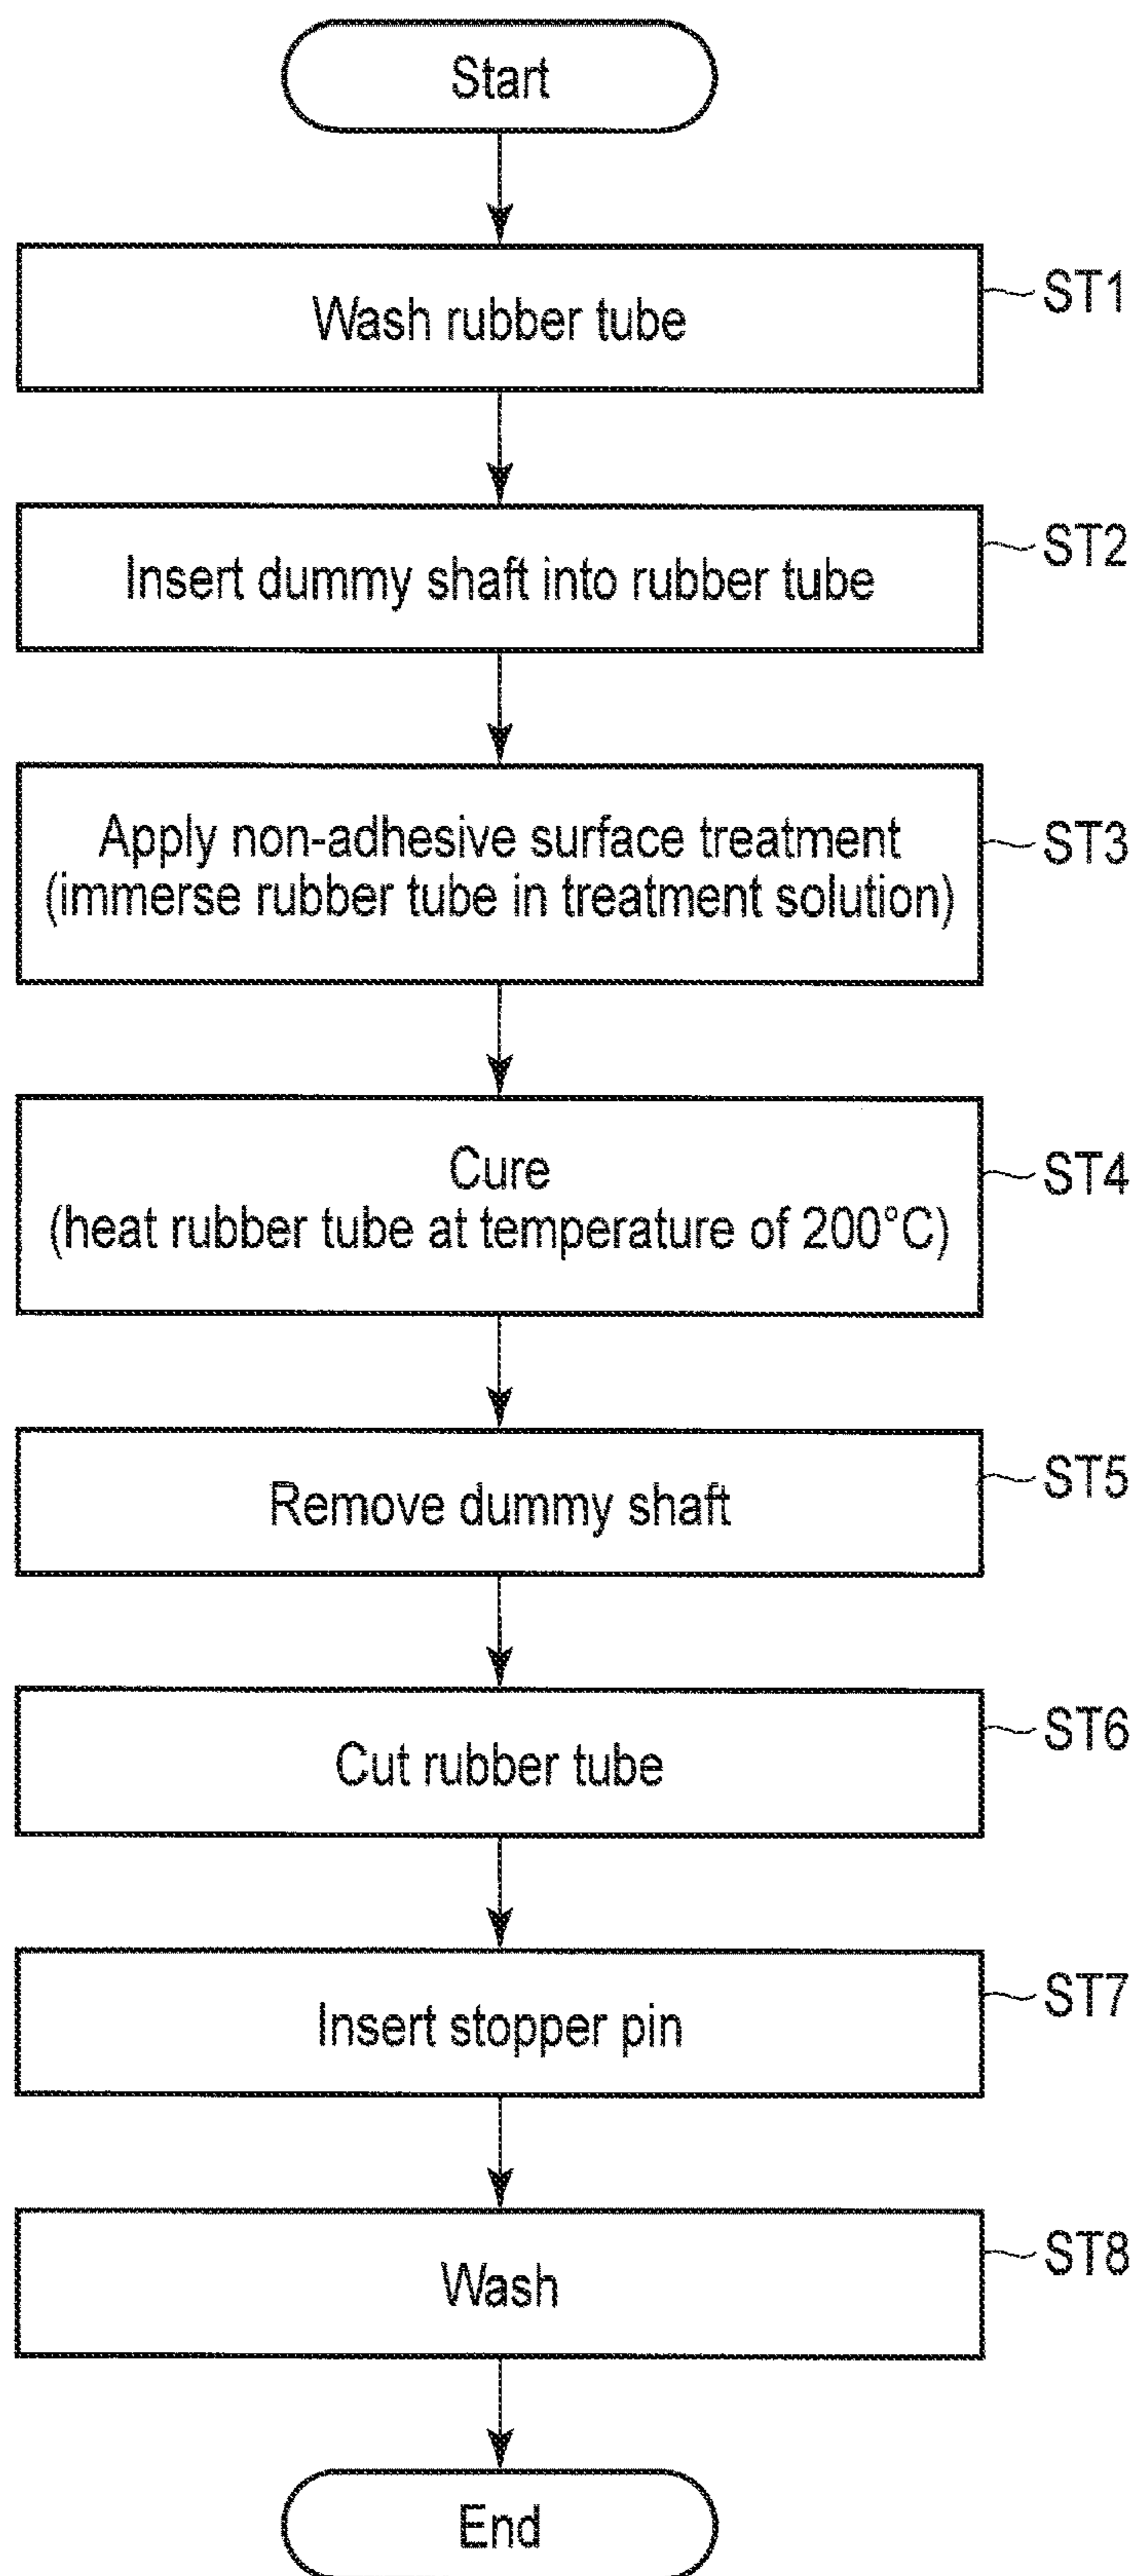 Start
Wash rubber tube
ST1
Insert dummy shaft into rubber tube
ST2
Apply non-adhesive surface treatment
(immerse rubber tube in treatment solution)
ST3
Cure
(heat rubber tube at temperature of 200°C)
ST4
Remove dummy shaft
ST5
Cut rubber tube
ST6
Insert stopper pin
ST7
Wash
ST8
End